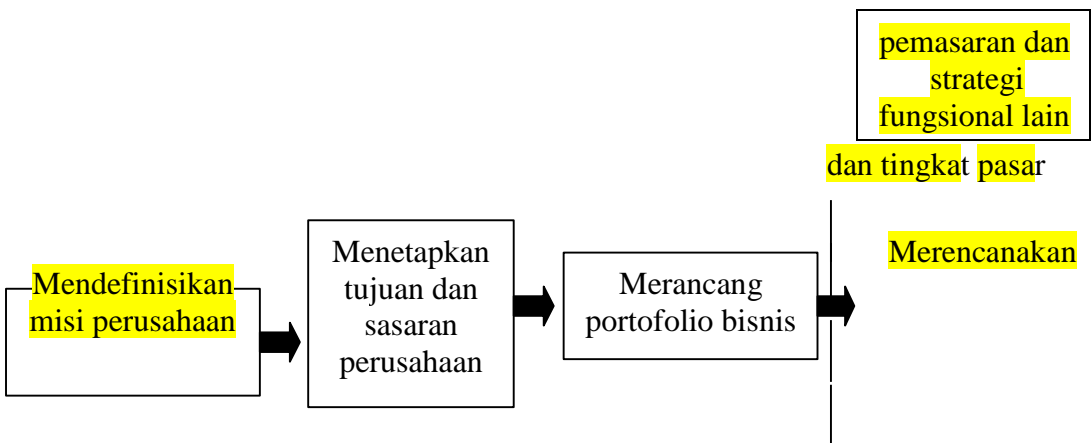 pemasaran dan
strategi
fungsional lain
dan tingkat pasar
Merencanakan
Mendefinisikan
misi perusahaan
Menetapkan
tujuan dan
sasaran
perusahaan
Merancang
portofolio bisnis